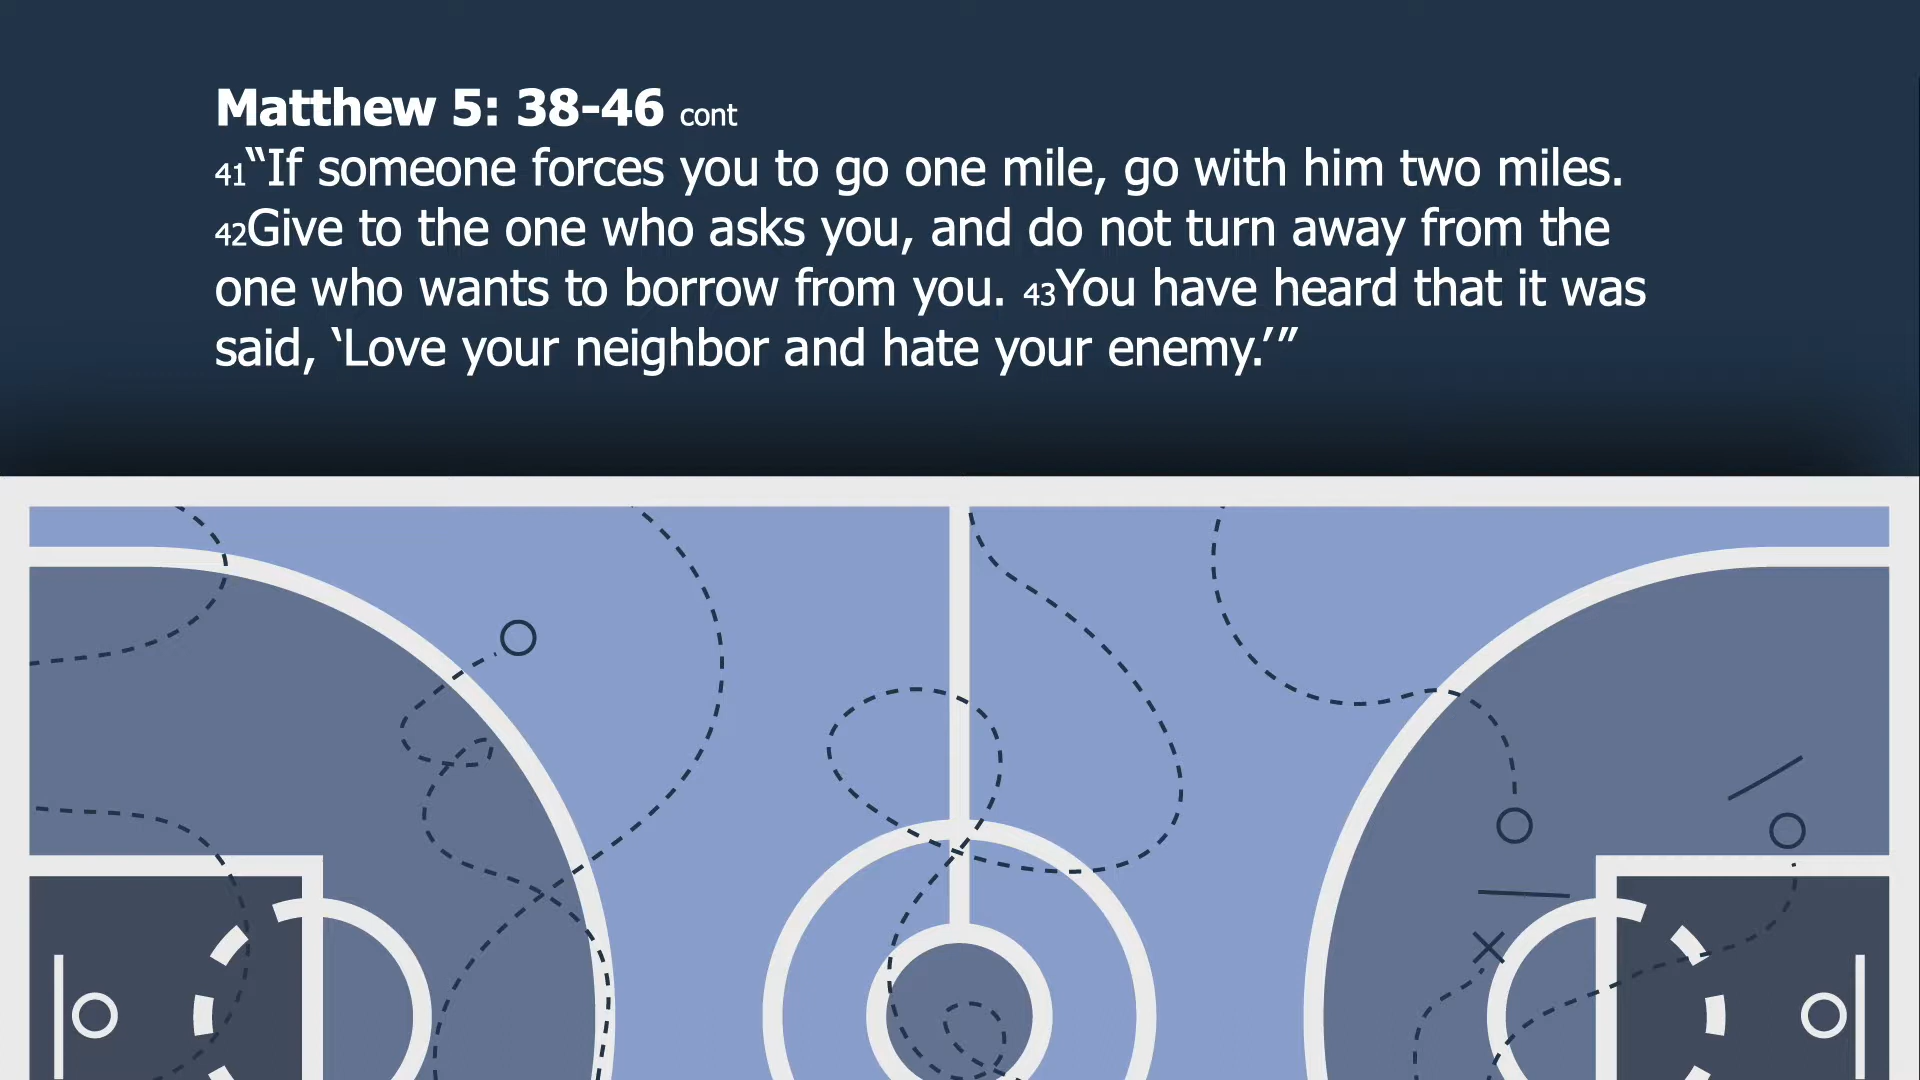 Matthew 5: 38-46 cont
41“If someone forces you to go one mile, go with him two miles.
42Give to the one who asks you, and do not turn away from the
one who wants to borrow from you. 43You have heard that it was
said, ‘Love your neighbor and hate your enemy.’”